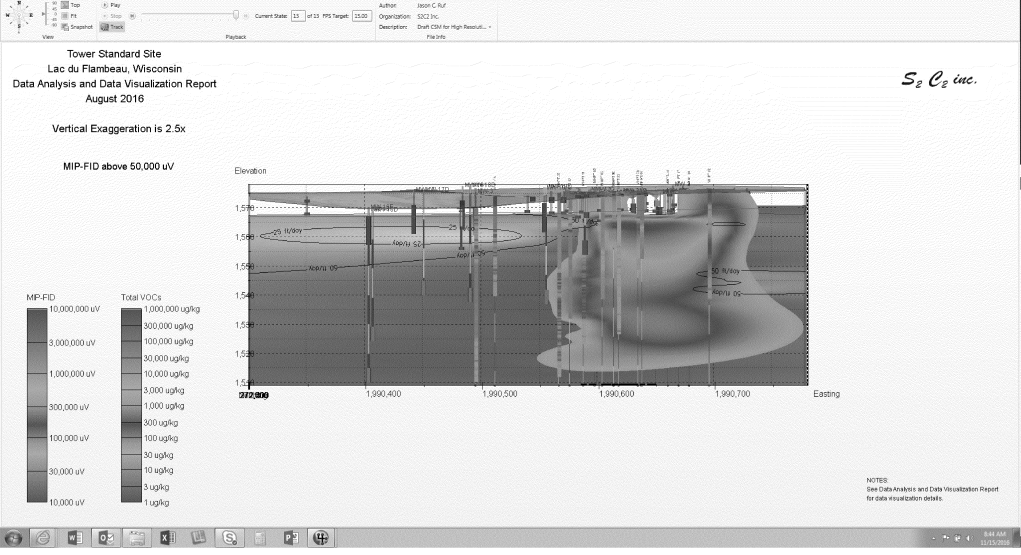 Top
Fit
Snapshot
View
Play
Stop
Track
Current State: 13 of 13 FPS Target: 15.00
Playback
Author: Jason C. Ruf
Organization: S2C2 Inc.
Description: Draft CSM for High Resoluti...
File Info
Tower Standard Site
Lac du Flambeau, Wisconsin
Data Analysis and Data Visualization Report
August 2016
Vertical Exaggeration is 2.5x
MIP-FID above 50,000 uV
S2 C2 inc.
Elevation
1,570
1,560
1,550
1,540
1,530
1,520
25 ft/day
25 ft/day
25 ft/day
50 ft/day
50 ft/day
50 ft/day
1,990,400
1,990,500
1,990,600
1,990,700
Easting
MIP-FID
10,000,000 uV
3,000,000 uV
1,000,000 uV
300,000 uV
100,000 uV
30,000 uV
10,000 uV
Total VOCs
1,000,000 ug/kg
300,000 ug/kg
100,000 ug/kg
30,000 ug/kg
10,000 ug/kg
3,000 ug/kg
1,000 ug/kg
300 ug/kg
100 ug/kg
30 ug/kg
10 ug/kg
3 ug/kg
1 ug/kg
NOTES:
See Data Analysis and Data Visualization Report
for data visualization details.
8:44 AM
11/15/2016